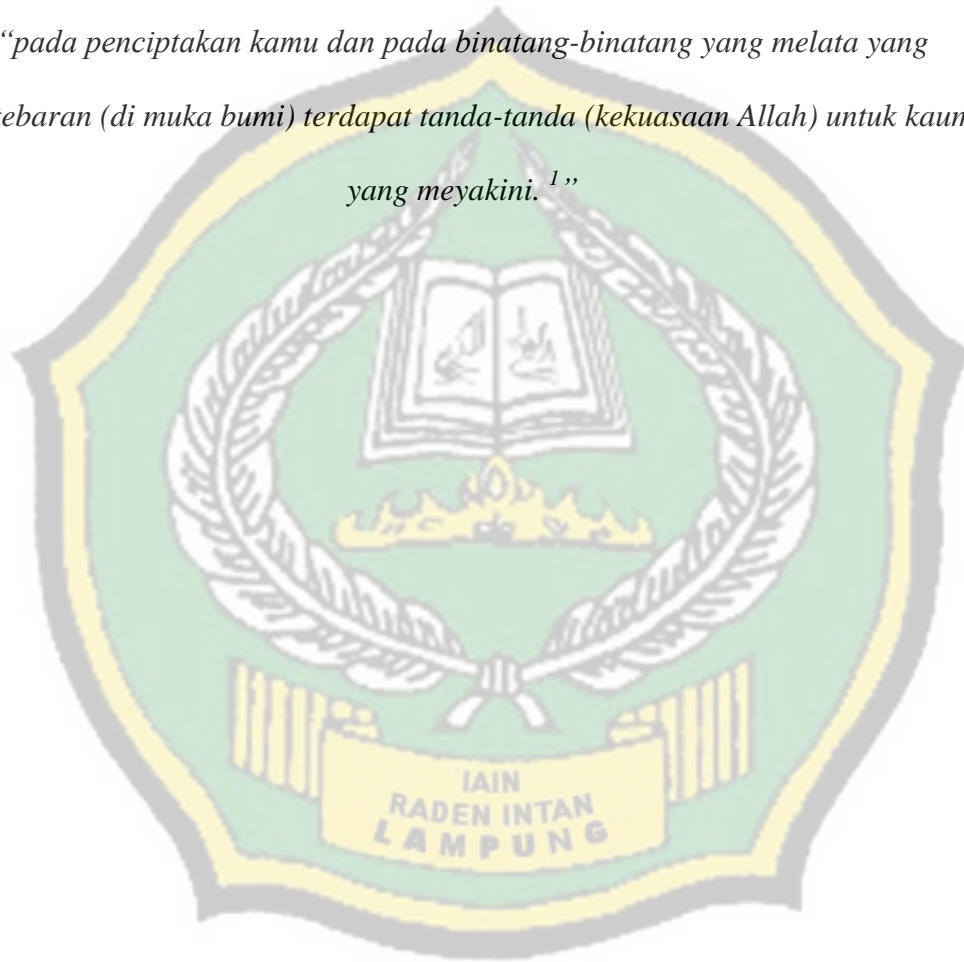 “pada penciptakan kamu dan pada binatang-binatang yang melata yang
tebaran (di muka bumi) terdapat tanda-tanda (kekuasaan Allah) untuk kaum
yang meyakini. 1”
IAIN
RADEN INTAN
LAMPUNG